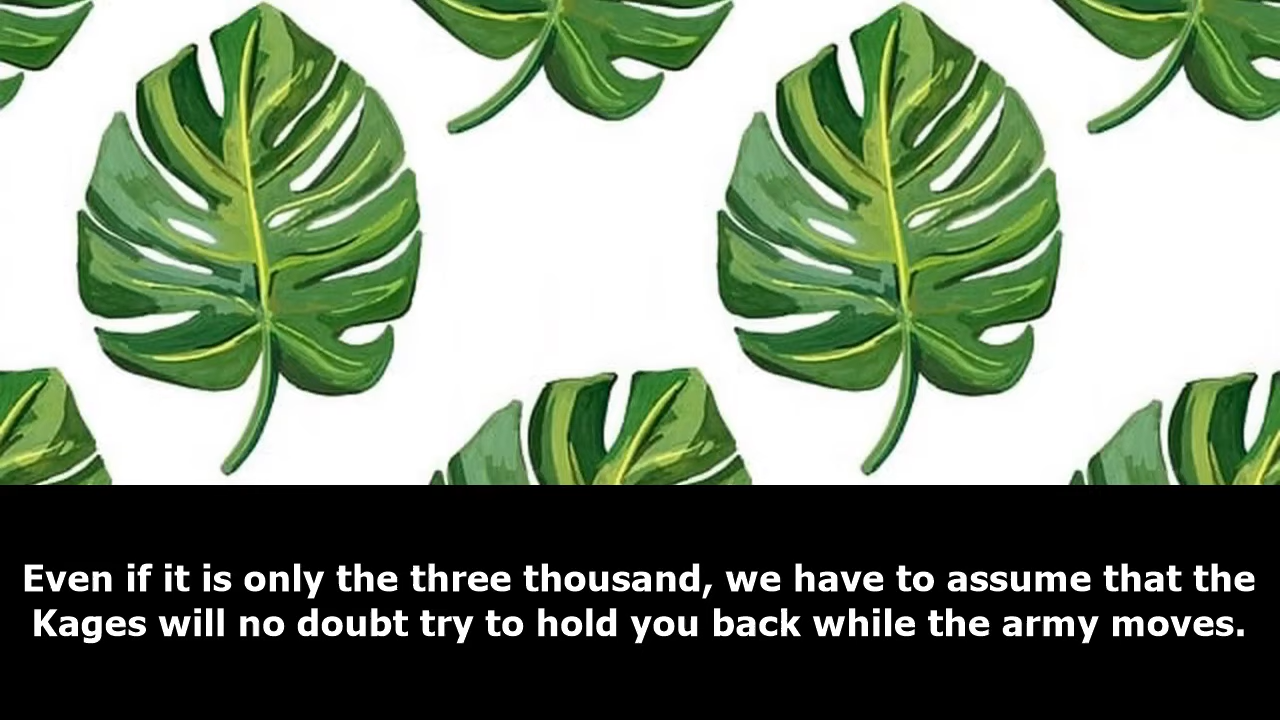 Even if it is only the three thousand, we have to assume that the
Kages will no doubt try to hold you back while the army moves.